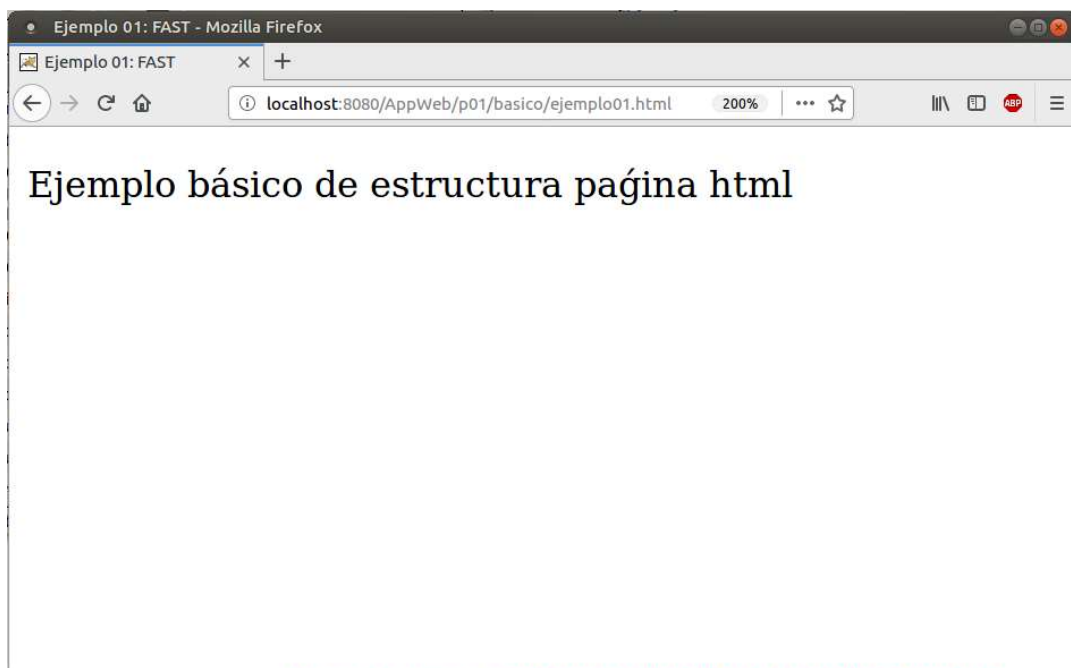 Ejemplo 01: FAST - Mozilla Firefox
Ejemplo 01: FAST
localhost:8080/AppWeb/p01/basico/ejemplo01.html 200%
ABP
Ejemplo básico de estructura paǵina html